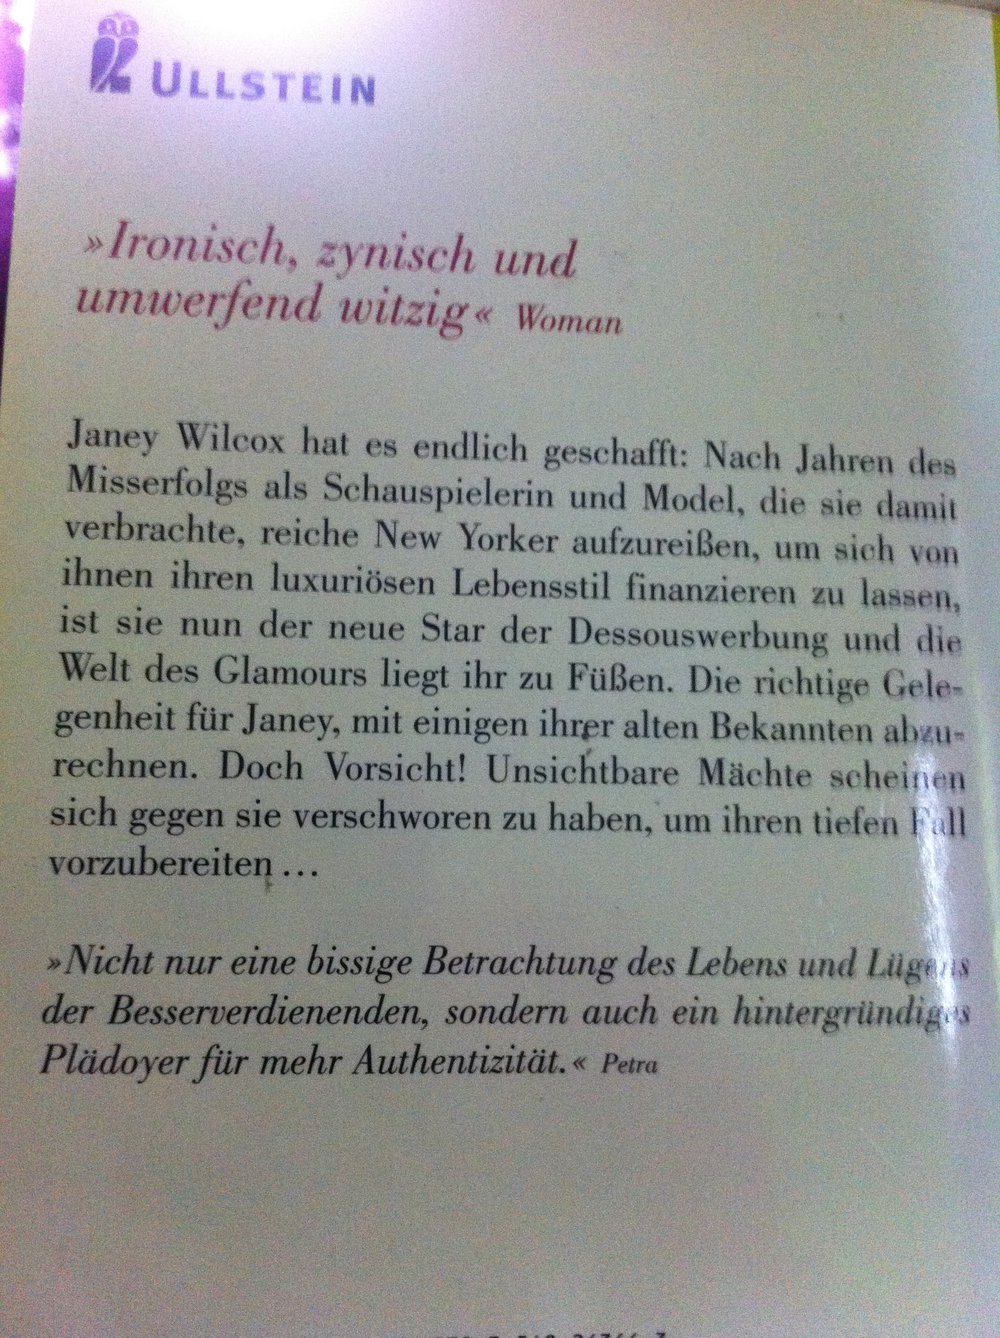 ULLSTEIN
»Ironisch, zynisch und
umwerfend witzig« Woman
Janey Wilcox hat es endlich geschafft: Nach Jahren des
Misserfolgs als Schauspielerin und Model, die sie damit
verbrachte, reiche New Yorker aufzureißen, um sich von
ihnen ihren luxuriösen Lebensstil finanzieren zu lassen,
ist sie nun der neue Star der Dessouswerbung und die
Welt des Glamours liegt ihr zu Füßen. Die richtige Gele-
genheit für Janey, mit einigen ihrer alten Bekannten abzu-
rechnen. Doch Vorsicht! Unsichtbare Mächte scheinen
sich gegen sie verschworen zu haben, um ihren tiefen Fall
vorzubereiten ...
»Nicht nur eine bissige Betrachtung des Lebens und Lügens
der Besserverdienenden, sondern auch ein hintergründiges
Plädoyer für mehr Authentizität.« Petra